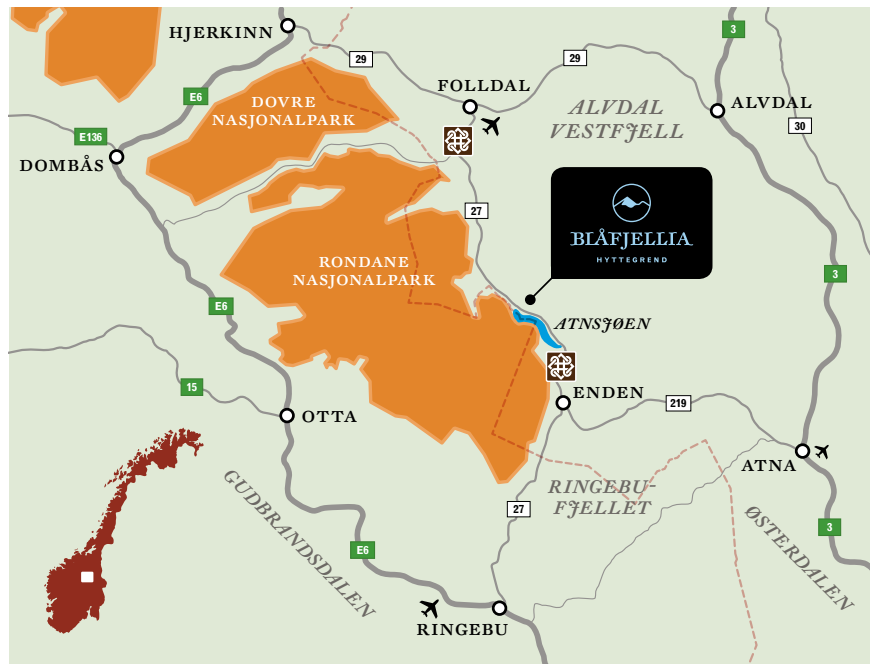 HJERKINN
3
29
29
FOLLDAL
E6
DOVRE
NASJONALPARK
ALVDAL
VESTFJELL
ALVDAL
30
E136
DOMBÅS
27
BLÅFJELLIA
HYTTEGREND
RONDANE
NASJONALPARK
3
E6
ATNSJØEN
15
ENDEN
219
OTTA
ATNA
GUDBRANDSDALEN
RINGEBU-
FJELLET
27
ØSTERDALEN
3
E6
RINGEBU